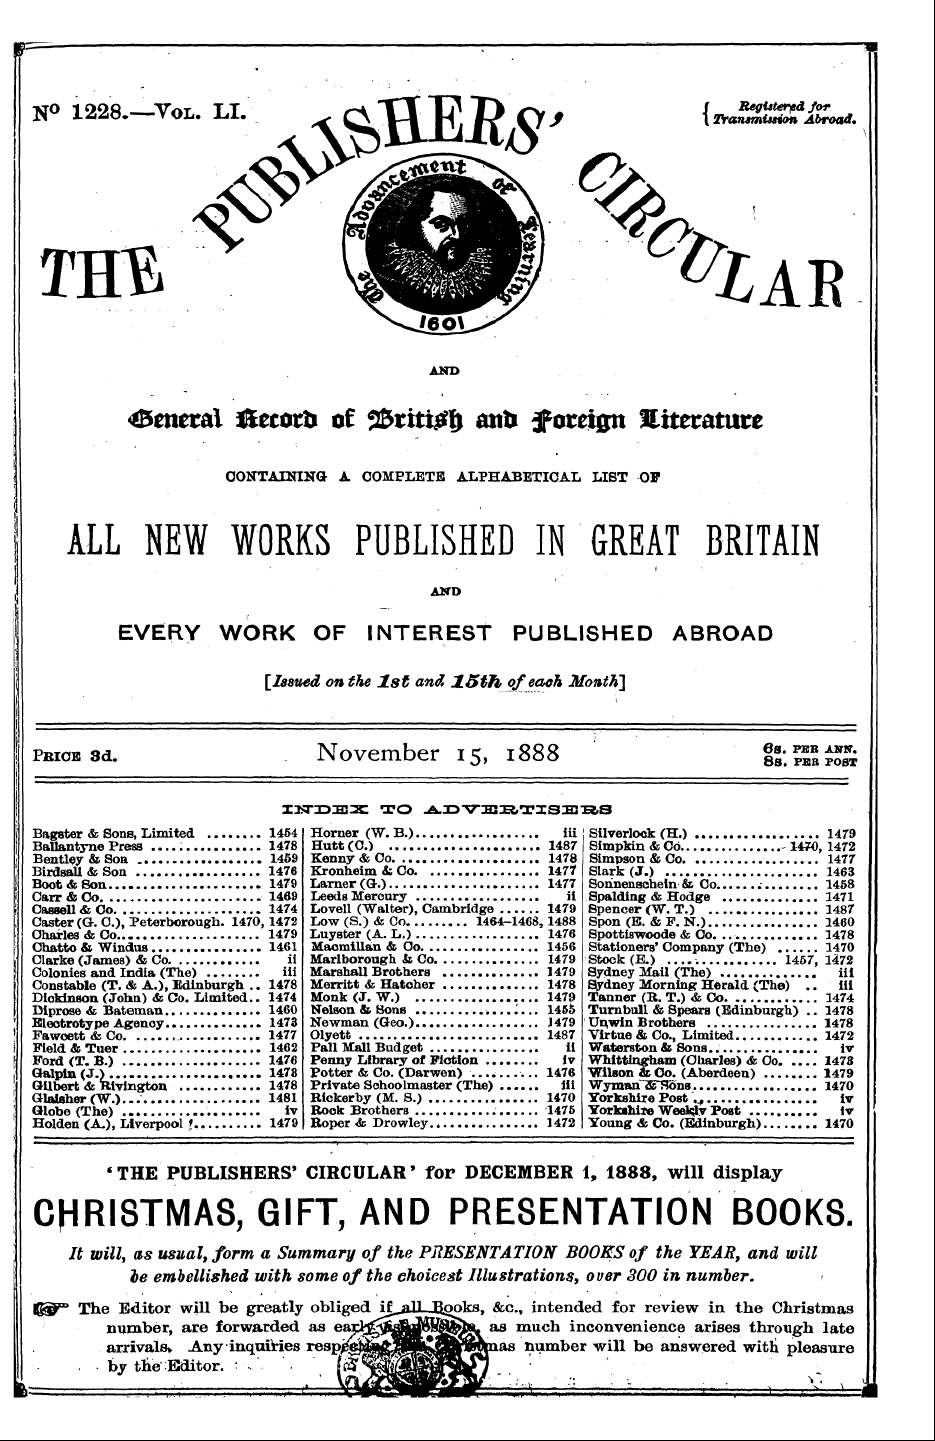 Nº 1228.—VOL. LI.
Registered for
Transmission Abroad.
THE PUBLISHERS' CIRCULAR
The Advancement of Learning
1601
AND
General Record of British and Foreign Literature
CONTAINING A COMPLETE ALPHABETICAL LIST OF
ALL NEW WORKS PUBLISHED IN GREAT BRITAIN
AND
EVERY WORK OF INTEREST PUBLISHED ABROAD
[Issued on the 1st and 15th of each Month]
PRICE 3d. November 15, 1888
6s. PER ANN.
8s. PER POST
INDEX TO ADVERTISERS
Bagster & Sons, Limited ........ 1454
Ballantyne Press ............... 1478
Bentley & Son ................. 1459
Birdsall & Son ................. 1476
Boot & Son..................... 1479
Carr & Co. ..................... 1469
Cassell & Co. ................... 1474
Caster (G. C.), Peterborough. 1470, 1472
Charles & Co................... 1479
Chatto & Windus............... 1461
Clarke (James) & Co. ............ ii
Colonies and India (The) ........ iii
Constable (T. & A.), Edinburgh .. 1478
Dickinson (John) & Co. Limited.. 1474
Diprose & Bateman............. 1460
Electrotype Agency............. 1473
Fawcett & Co. ................. 1477
Field & Tuer ................... 1462
Ford (T. B.) ................... 1476
Galpin (J.)..................... 1473
Gilbert & Rivington ........... 1478
Glaisher (W.)................... 1481
Globe (The) ................... iv
Holden (A.), Liverpool .......... 1479
Horner (W. B.)................. iii
Hutt (C.) ..................... 1487
Kenny & Co. ................... 1478
Kronheim & Co. ............... 1477
Larner (G.)..................... 1477
Leeds Mercury ................. ii
Lovell (Walter), Cambridge ...... 1479
Low (S.) & Co. ......... 1464-1468, 1488
Luyster (A. L.) ................. 1476
Macmillan & Co. ............... 1456
Marlborough & Co. ............. 1479
Marshall Brothers ............. 1479
Merritt & Hatcher ............. 1478
Monk (J. W.) ................. 1479
Nelson & Sons ................. 1455
Newman (Geo.)................. 1479
Olyett ......................... 1487
Pall Mall Budget ............... ii
Penny Library of Fiction ........ iv
Potter & Co. (Darwen) .......... 1476
Private Schoolmaster (The) ...... iii
Rickerby (M. S.) ............... 1470
Rock Brothers ................. 1475
Roper & Drowley............... 1472
Silverlock (H.) ................. 1479
Simpkin & Co............... 1470, 1472
Simpson & Co. ................. 1477
Slark (J.) ..................... 1463
Sonnenschein & Co............. 1458
Spalding & Hodge ............. 1471
Spencer (W. T.) ............... 1487
Spon (E. & F. N.)............... 1460
Spottiswoode & Co. ............. 1478
Stationers' Company (The) ...... 1470
Stock (E.) ................. 1457, 1472
Sydney Mail (The) ............. iii
Sydney Morning Herald (The) .. iii
Tanner (R. T.) & Co. ........... 1474
Turnbull & Spears (Edinburgh) .. 1478
Unwin Brothers ............... 1478
Virtue & Co., Limited........... 1472
Waterston & Sons............... iv
Whittingham (Charles) & Co. .... 1473
Wilson & Co. (Aberdeen) ........ 1479
Wyman & Sons................. 1470
Yorkshire Post ................. iv
Yorkshire Weekly Post ......... iv
Young & Co. (Edinburgh)........ 1470
'THE PUBLISHERS' CIRCULAR' for DECEMBER 1, 1888, will display
CHRISTMAS, GIFT, AND PRESENTATION BOOKS.
It will, as usual, form a Summary of the PRESENTATION BOOKS of the YEAR, and will
be embellished with some of the choicest Illustrations, over 300 in number.
☞ The Editor will be greatly obliged if all Books, &c., intended for review in the Christmas
number, are forwarded as early as possible, as much inconvenience arises through late
arrivals. Any inquiries respecting the Christmas number will be answered with pleasure
by the Editor.